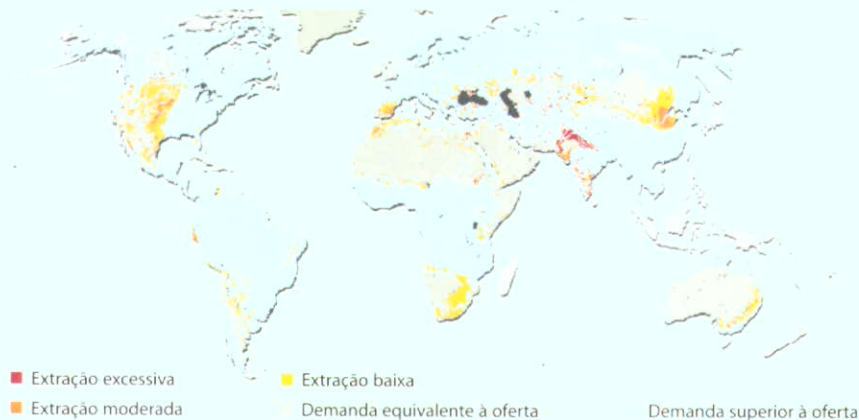 Extração excessiva
Extração baixa
Extração moderada
Demanda equivalente à oferta
Demanda superior à oferta